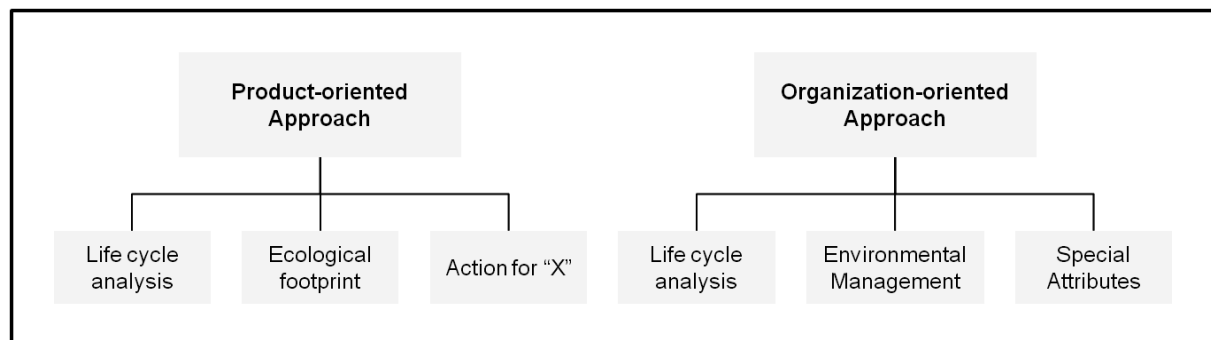 Product-oriented
Approach
Organization-oriented
Approach
Life cycle
analysis
Ecological
footprint
Action for “X”
Life cycle
analysis
Environmental
Management
Special
Attributes